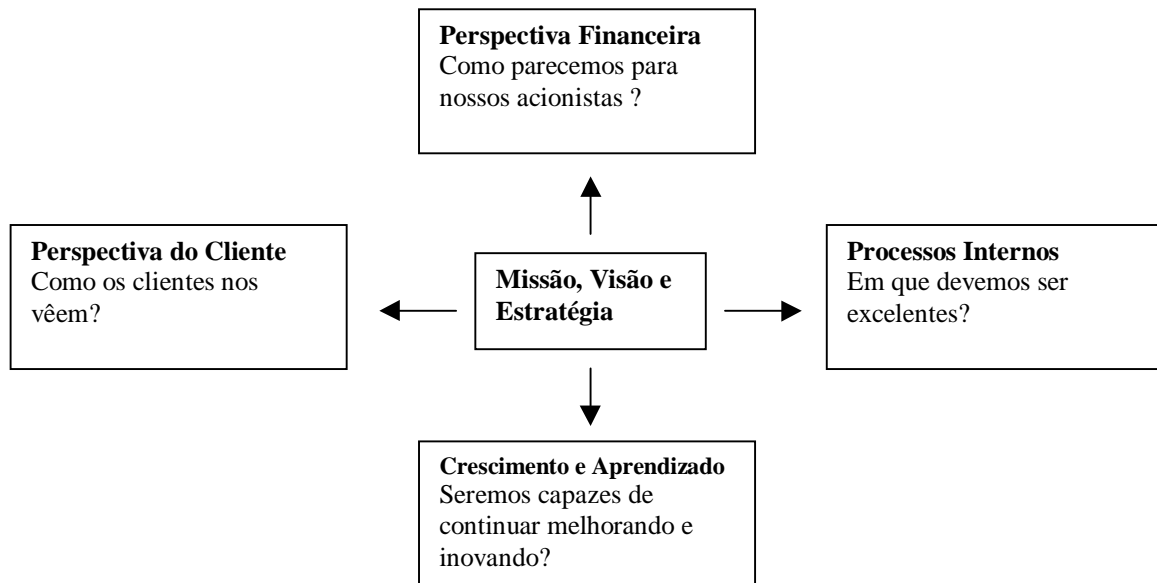 Perspectiva Financeira
Como parecemos para
nossos acionistas ?
Perspectiva do Cliente
Como os clientes nos
vêem?
Missão, Visão e
Estratégia
Processos Internos
Em que devemos ser
excelentes?
Crescimento e Aprendizado
Seremos capazes de
continuar melhorando e
inovando?